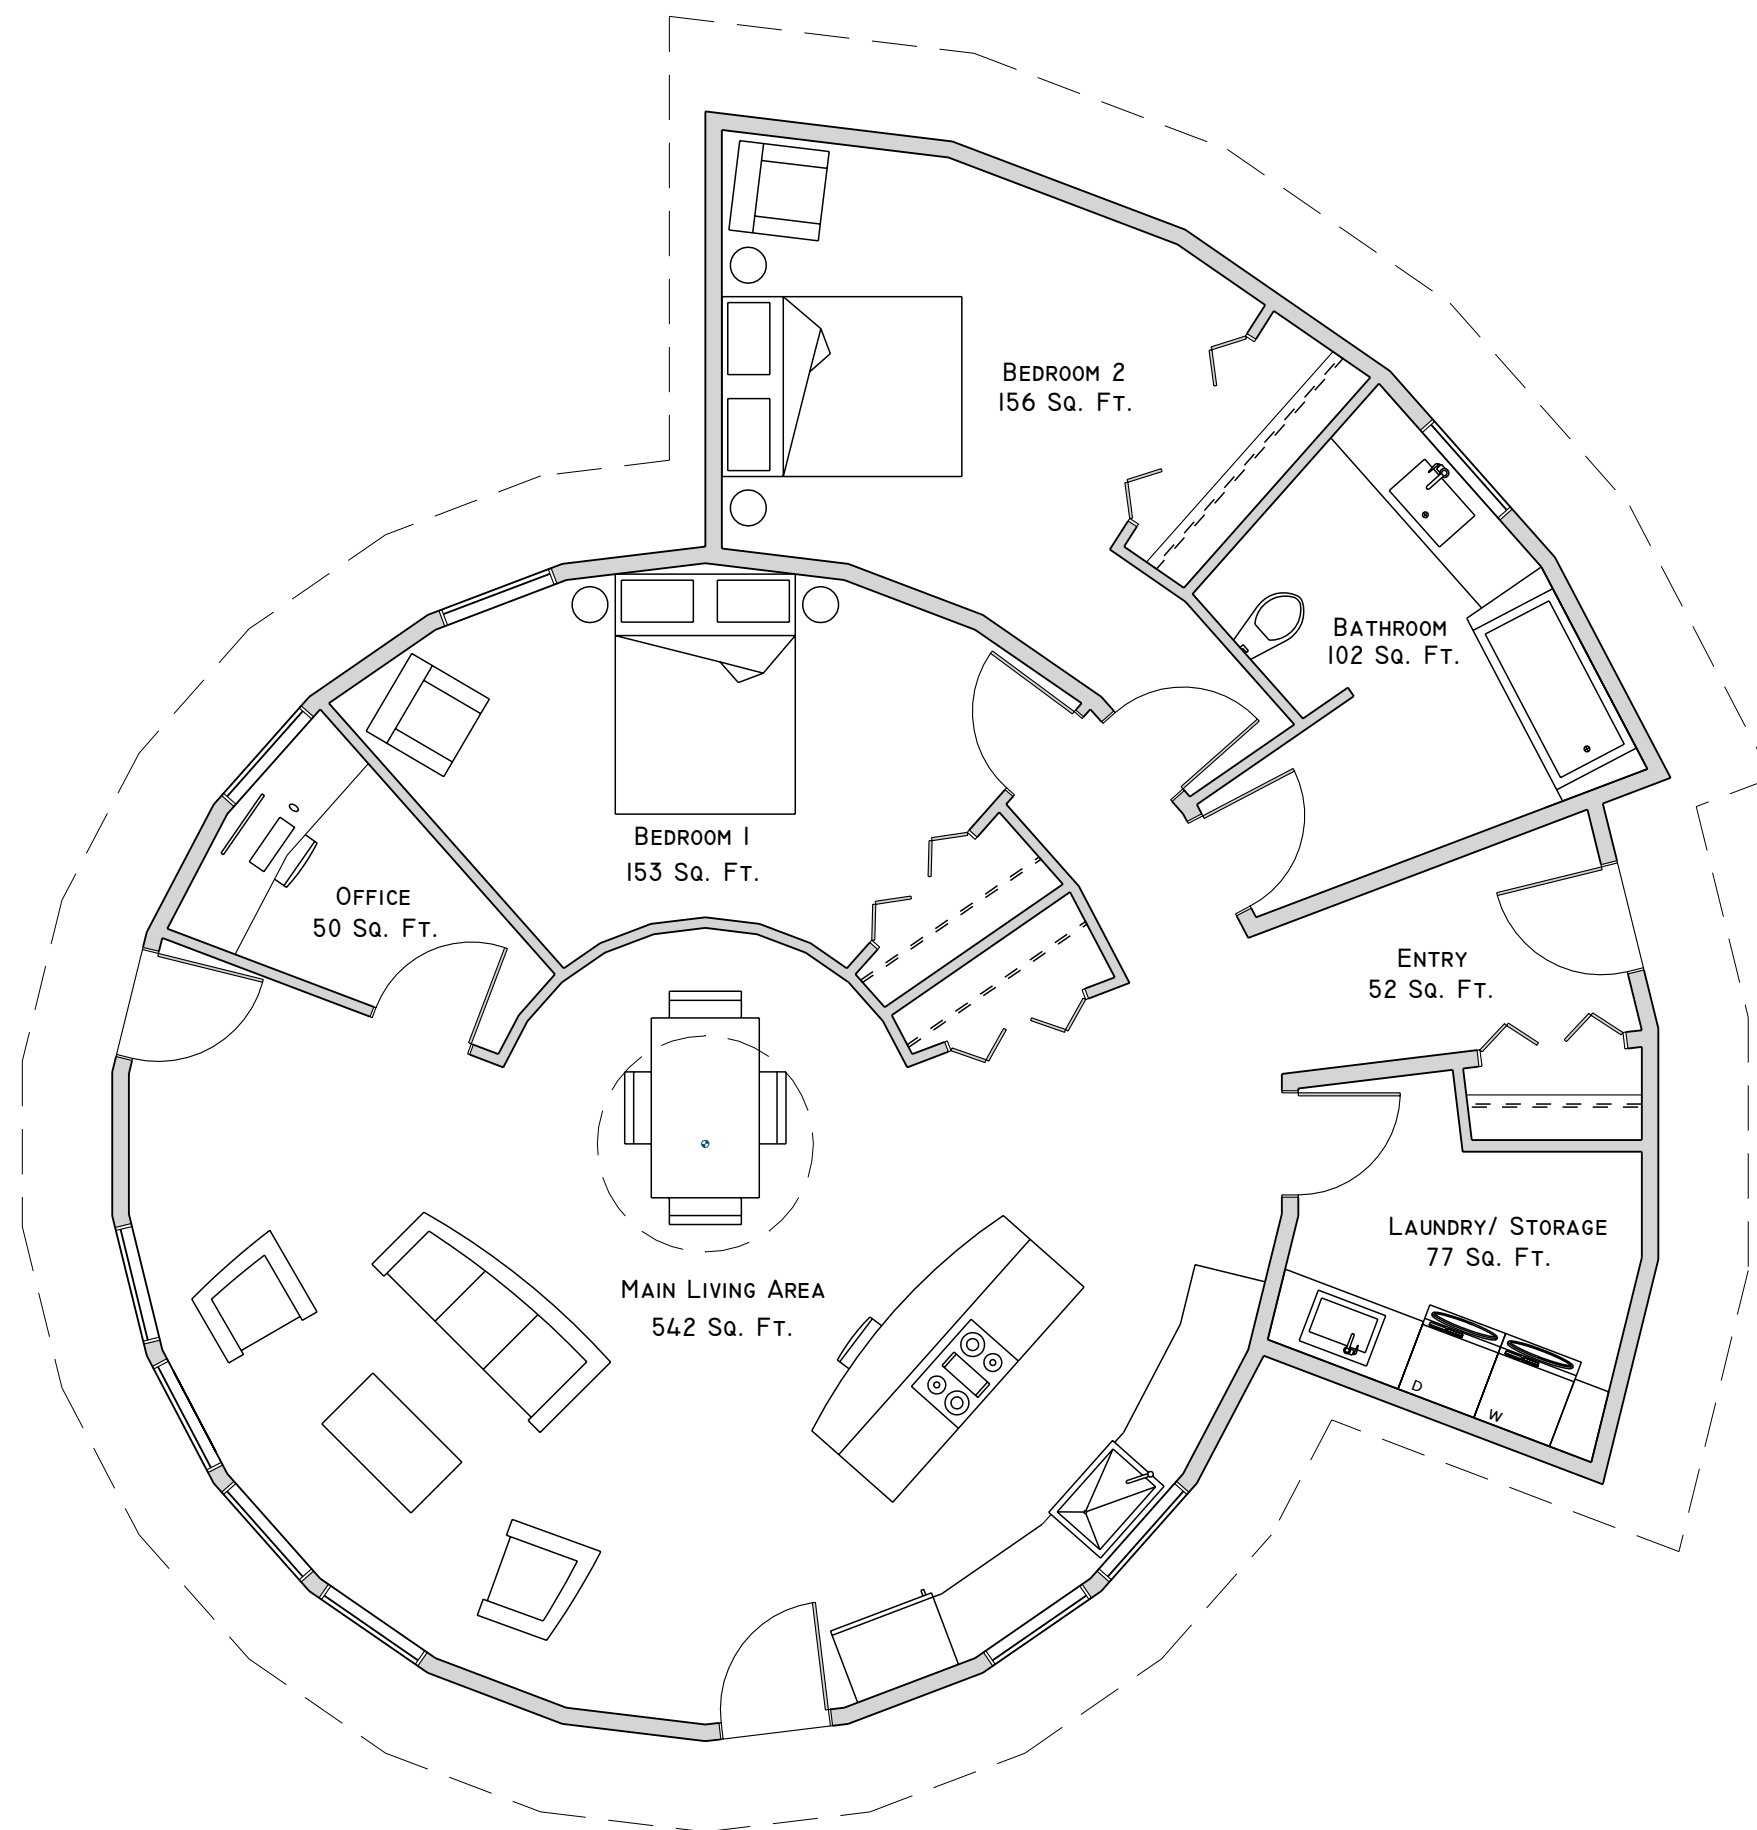 Bedroom 2
156 Sq. Ft.
Bathroom
102 Sq. Ft.
Bedroom 1
153 Sq. Ft.
Office
50 Sq. Ft.
Entry
52 Sq. Ft.
Laundry/ Storage
77 Sq. Ft.
Main Living Area
542 Sq. Ft.
D
W